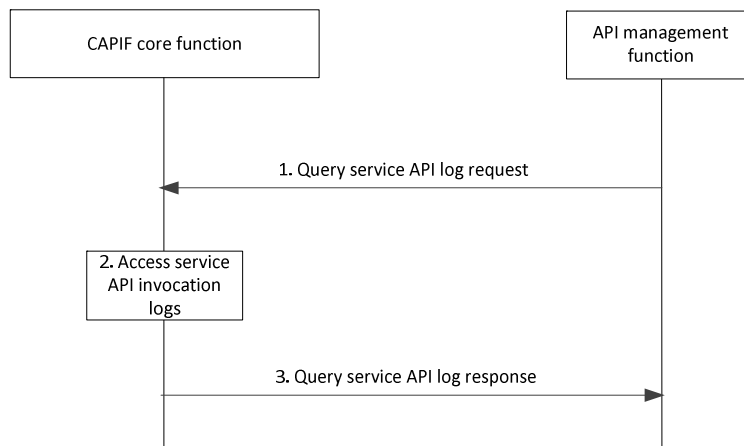 CAPIF core function
API management
function
1. Query service API log request
2. Access service
API invocation
logs
3. Query service API log response